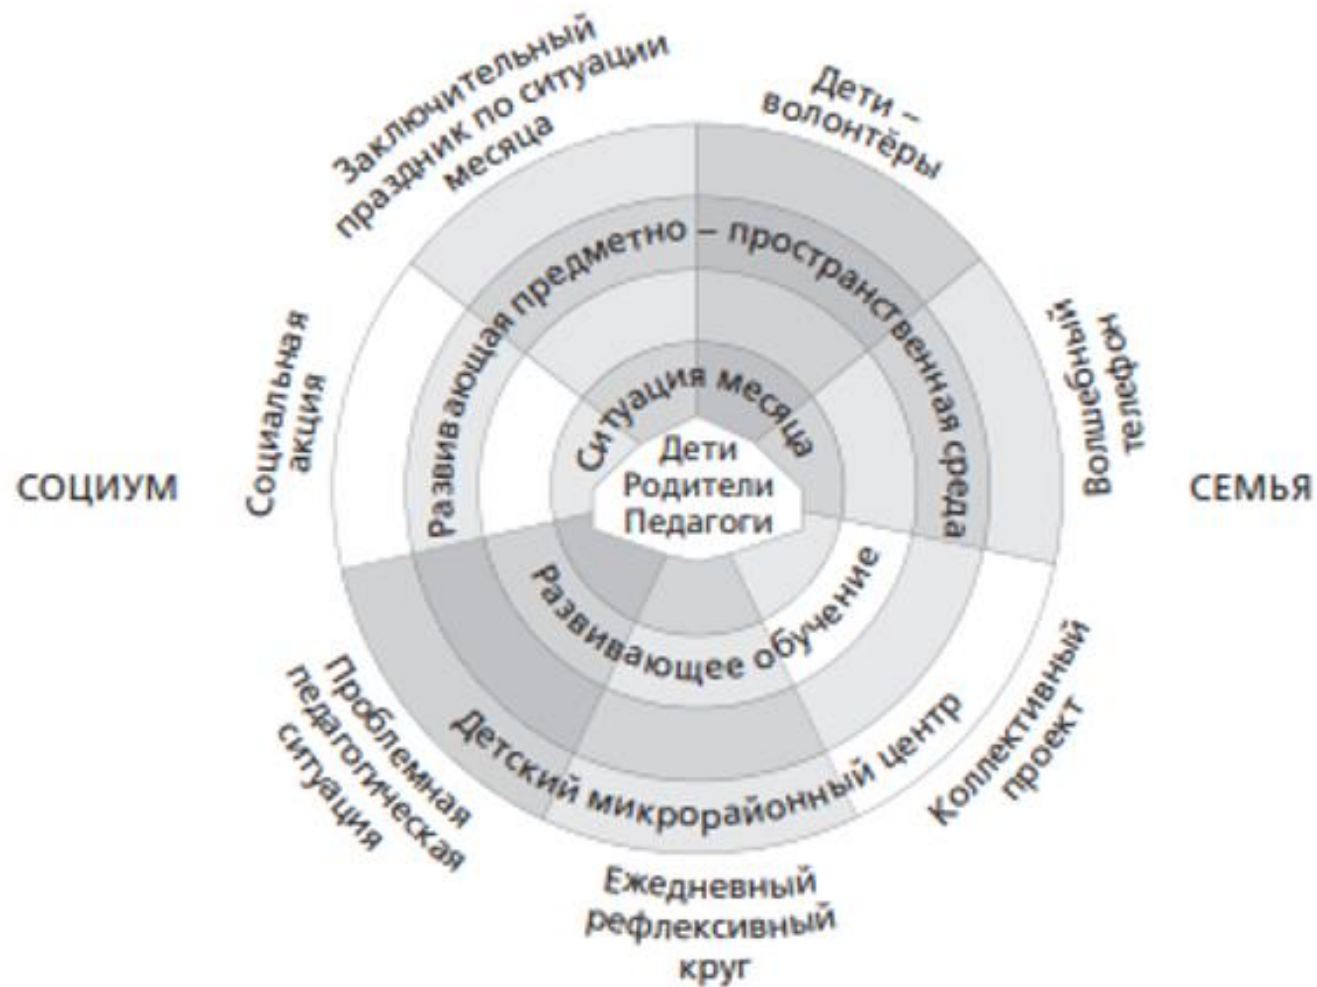 Заключительный
праздник по ситуации
месяца
Дети –
волонтёры
Волшебный
телефон
Коллективный
проект
Ежедневный
рефлексивный
круг
Проблемная
педагогическая
ситуация
Социальная
акция
СОЦИУМ
СЕМЬЯ
Развивающая предметно – пространственная среда
Ситуация месяца
Дети
Родители
Педагоги
Развивающее обучение
Детский микрорайонный центр